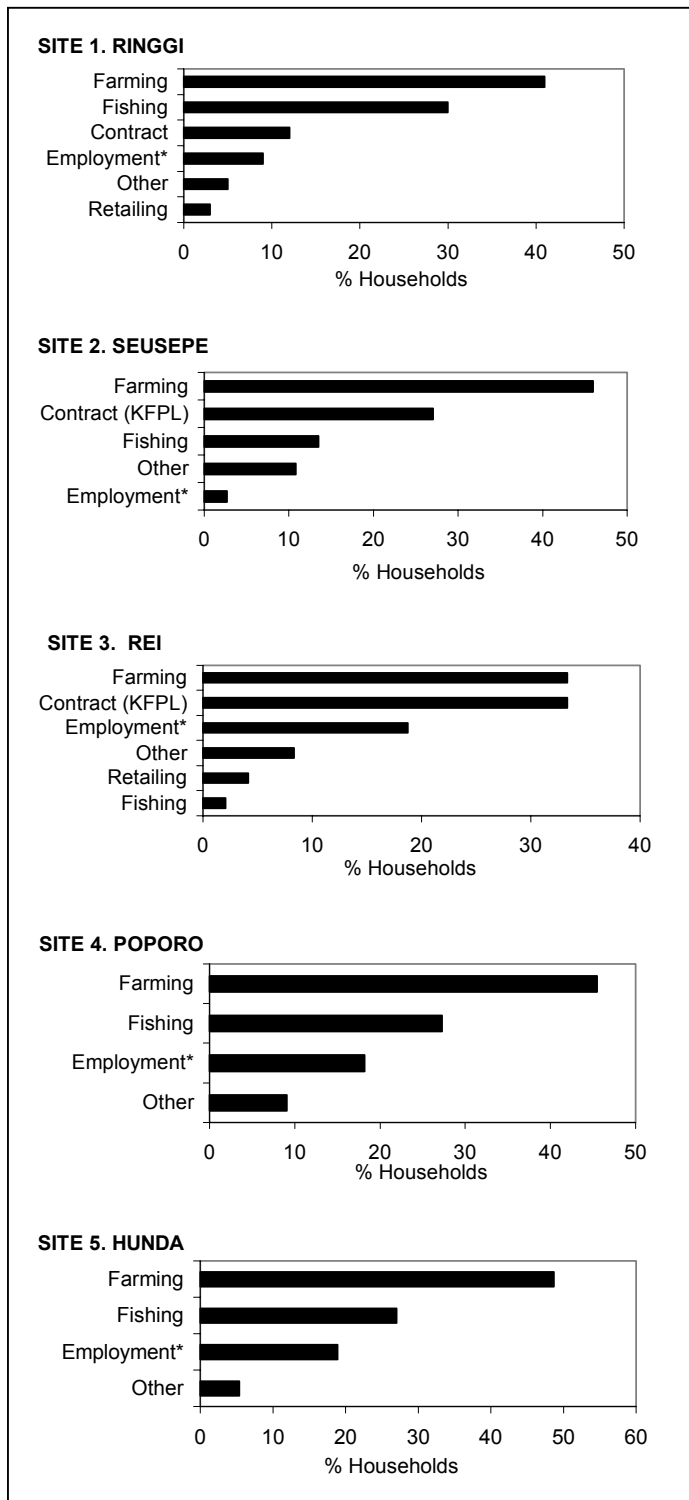 SITE 1. RINGGI
Farming
Fishing
Contract
Employment*
Other
Retailing
0 10 20 30 40 50
% Households
SITE 2. SEUSEPE
Farming
Contract (KFPL)
Fishing
Other
Employment*
0 10 20 30 40 50
% Households
SITE 3. REI
Farming
Contract (KFPL)
Employment*
Other
Retailing
Fishing
0 10 20 30 40
% Households
SITE 4. POPORO
Farming
Fishing
Employment*
Other
0 10 20 30 40 50
% Households
SITE 5. HUNDA
Farming
Fishing
Employment*
Other
0 10 20 30 40 50 60
% Households